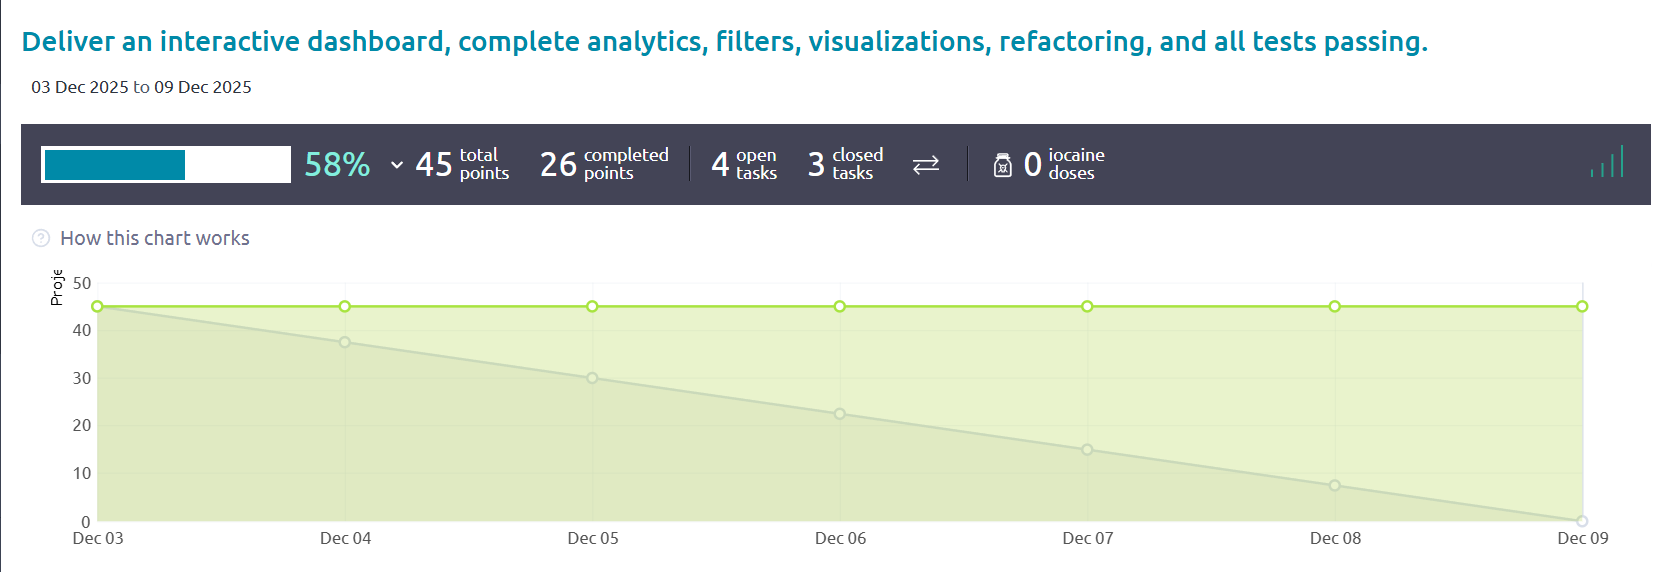 Deliver an interactive dashboard, complete analytics, filters, visualizations, refactoring, and all tests passing.
03 Dec 2025 to 09 Dec 2025
58%
45 total points
26 completed points
4 open tasks
3 closed tasks
0 iocaine doses
How this chart works
Proje
50
40
30
20
10
0
Dec 03 Dec 04 Dec 05 Dec 06 Dec 07 Dec 08 Dec 09